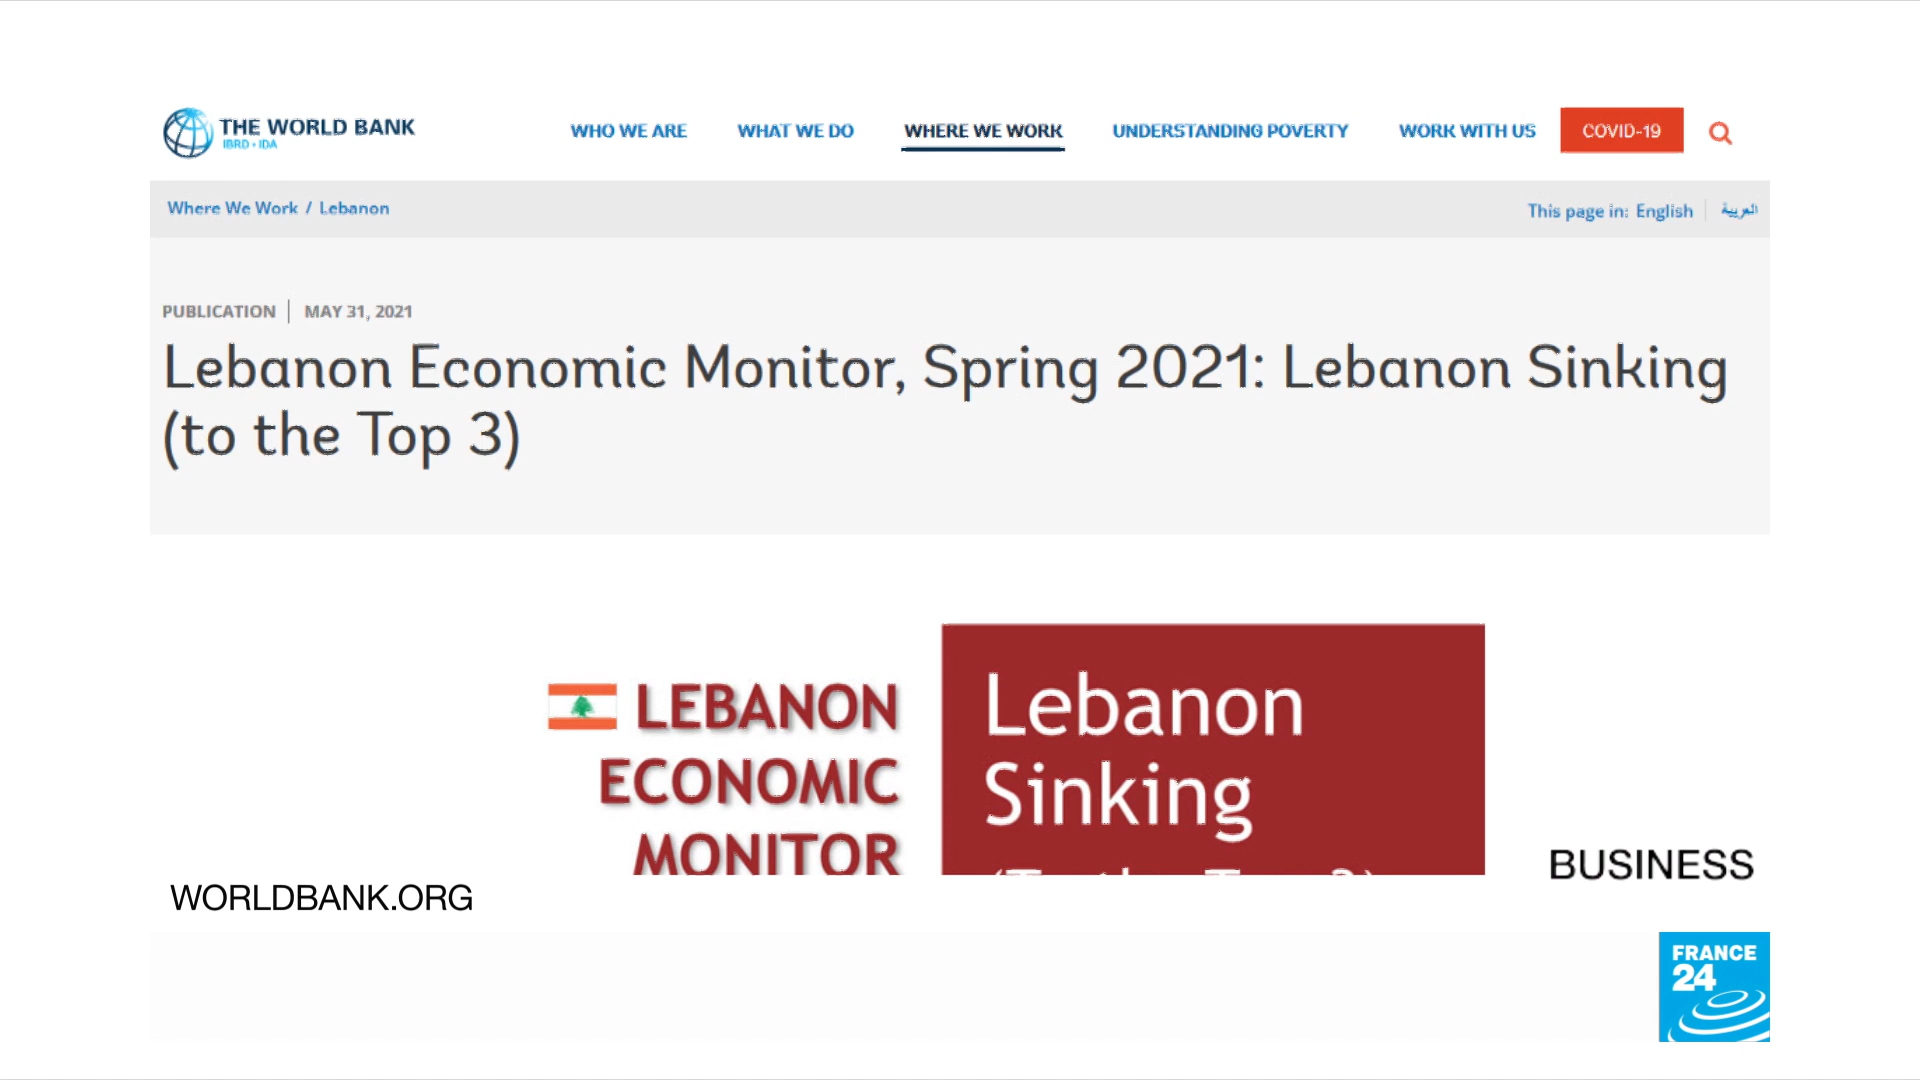 THE WORLD BANK
IBRD • IDA
WHO WE ARE
WHAT WE DO
WHERE WE WORK
UNDERSTANDING POVERTY
WORK WITH US
COVID-19
Where We Work / Lebanon
This page in: English
العربية
PUBLICATION
MAY 31, 2021
Lebanon Economic Monitor, Spring 2021: Lebanon Sinking
(to the Top 3)
LEBANON
ECONOMIC
MONITOR
Lebanon
Sinking
BUSINESS
WORLDBANK.ORG
FRANCE
24